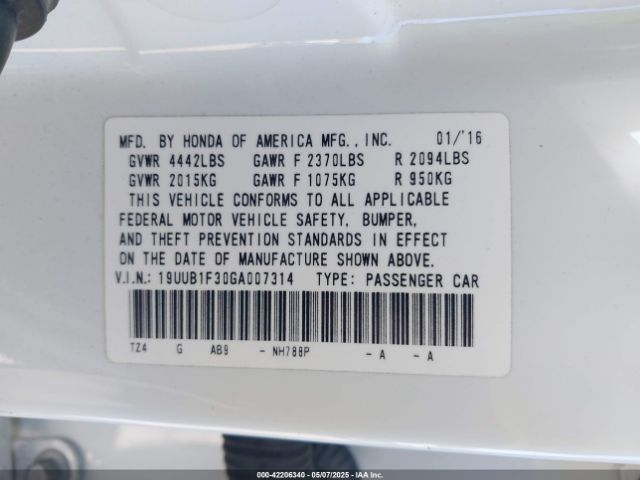 MFD. BY HONDA OF AMERICA MFG., INC. 01/'16
GVWR 4442LBS GAWR F 2370LBS R 2094LBS
GVWR 2015KG GAWR F 1075KG R 950KG
THIS VEHICLE CONFORMS TO ALL APPLICABLE
FEDERAL MOTOR VEHICLE SAFETY, BUMPER,
AND THEFT PREVENTION STANDARDS IN EFFECT
ON THE DATE OF MANUFACTURE SHOWN ABOVE.
V.I.N.: 19UUB1F30GA007314 TYPE: PASSENGER CAR
TZ4 G AB9 - NH788P - A - A
000-42206340 - 05/07/2025 - IAA Inc.